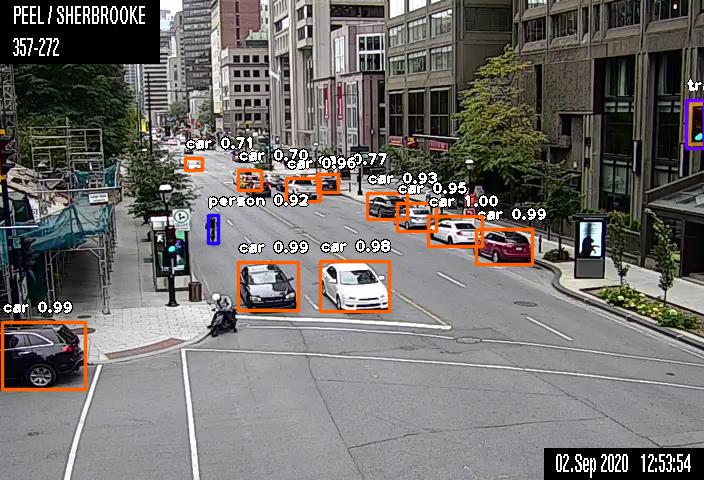 PEEL / SHERBROOKE
357-272
car 0.71
car 0.70
car 0.96
0.77
car 0.93
car 0.95
car 1.00
car 0.99
person 0.92
car 0.99
car 0.98
car 0.99
02.Sep 2020 12:53:54